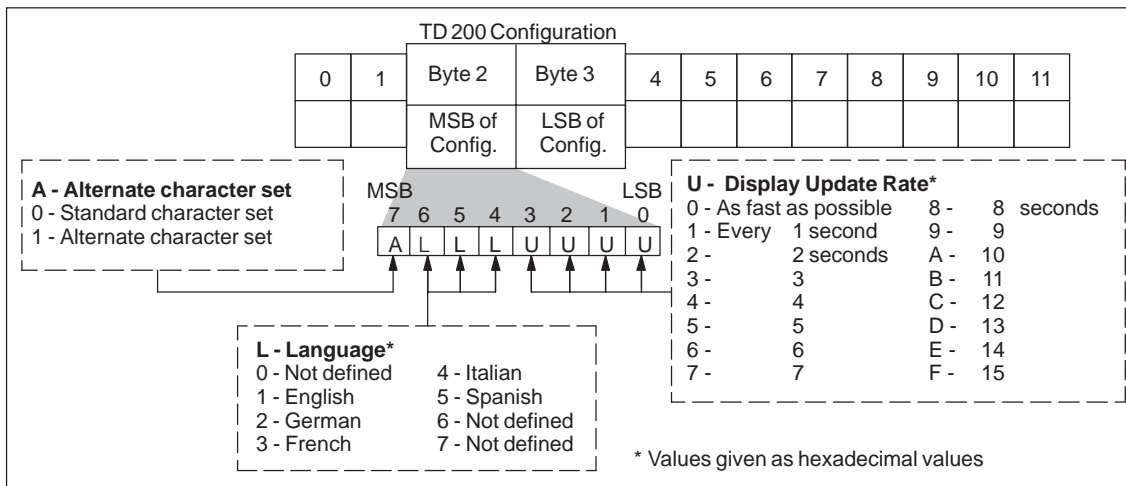 TD 200 Configuration
0 1 Byte 2 Byte 3 4 5 6 7 8 9 10 11
MSB of Config. LSB of Config.
A - Alternate character set
0 - Standard character set
1 - Alternate character set
MSB LSB
7 6 5 4 3 2 1 0
A L L L U U U U
U - Display Update Rate*
0 - As fast as possible 8 - 8 seconds
1 - Every 1 second 9 - 9
2 - 2 seconds A - 10
3 - 3 B - 11
4 - 4 C - 12
5 - 5 D - 13
6 - 6 E - 14
7 - 7 F - 15
L - Language*
0 - Not defined 4 - Italian
1 - English 5 - Spanish
2 - German 6 - Not defined
3 - French 7 - Not defined
* Values given as hexadecimal values